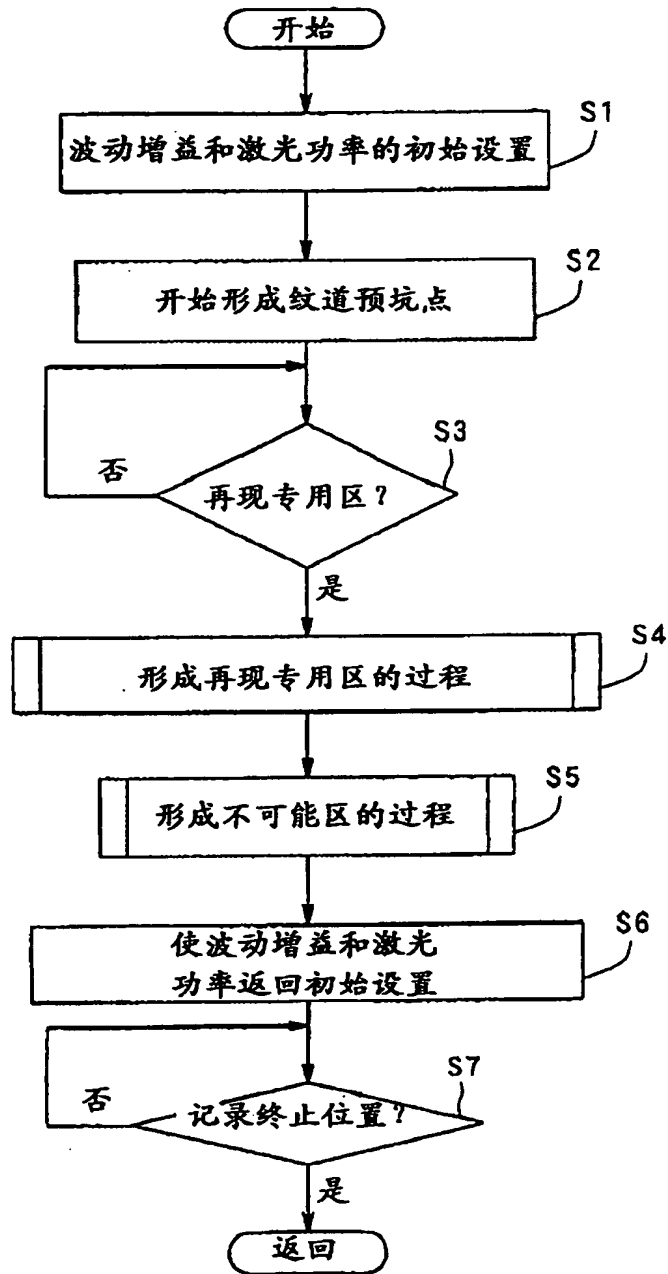 开始
S1
波动增益和激光功率的初始设置
S2
开始形成纹道预坑点
S3
再现专用区？
否
是
S4
形成再现专用区的过程
S5
形成不可能区的过程
S6
使波动增益和激光
功率返回初始设置
S7
记录终止位置？
否
是
返回